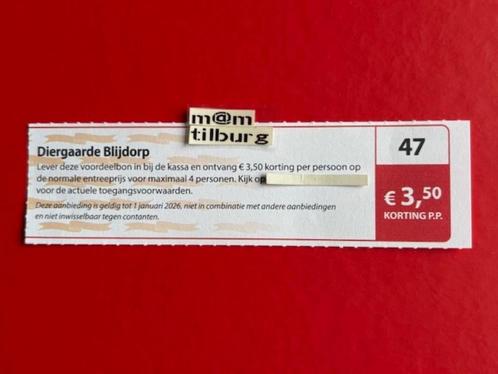 m@m
tilburg
Diergaarde Blijdorp
Lever deze voordeelbon in bij de kassa en ontvang € 3,50 korting per persoon op
de normale entreeprijs voor maximaal 4 personen. Kijk o
voor de actuele toegangsvoorwaarden.
Deze aanbieding is geldig tot 1 januari 2026, niet in combinatie met andere aanbiedingen
en niet inwisselbaar tegen contanten.
47
€ 3,50
KORTING P.P.